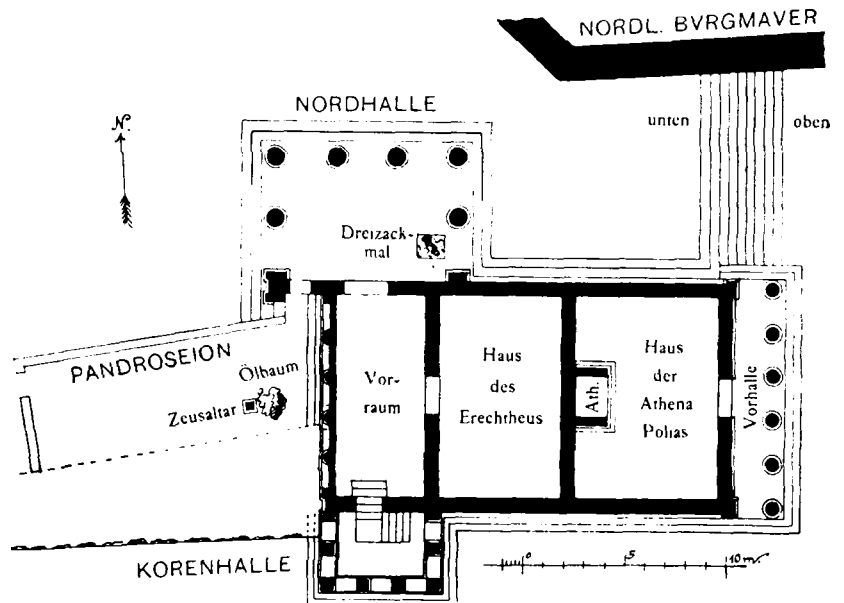 NORDL. BVRGMAVER
NORDHALLE
unten
oben
N.
Dreizack-
mal
PANDROSEION
Ölbaum
Zeusaltar
Vor-
raum
Haus
des
Erechtheus
Ath.
Haus
der
Athena
Polias
Vorhalle
KORENHALLE
0
5
10 m.